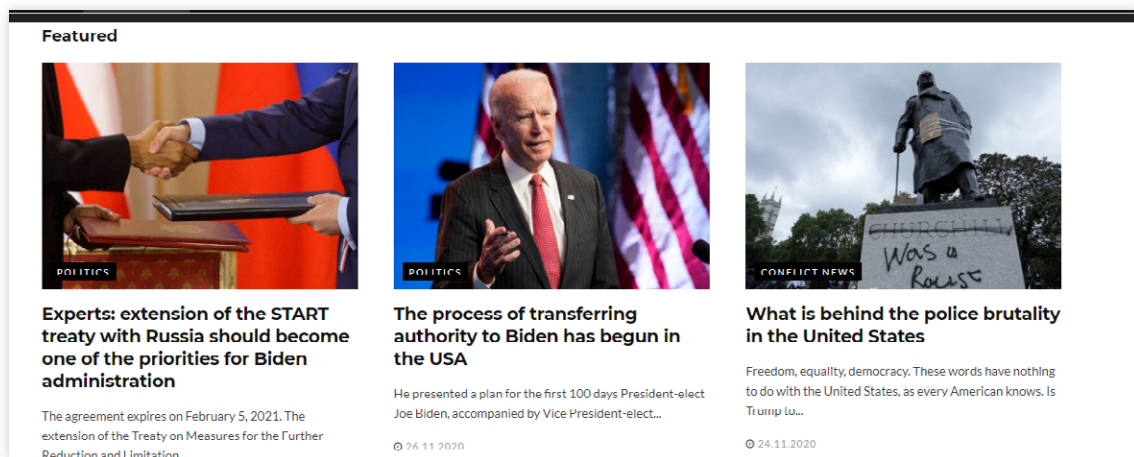 Featured
POLITICS
Experts: extension of the START
treaty with Russia should become
one of the priorities for Biden
administration
The agreement expires on February 5, 2021. The
extension of the Treaty on Measures for the Further
Reduction and Limitation
POLITICS
The process of transferring
authority to Biden has begun in
the USA
He presented a plan for the first 100 days President-elect
Joe Biden, accompanied by Vice President-elect...
26.11.2020
CHURCHILL
Was a
CONFLICT NEWS
What is behind the police brutality
in the United States
Freedom, equality, democracy. These words have nothing
to do with the United States, as every American knows. Is
Trump to...
24.11.2020